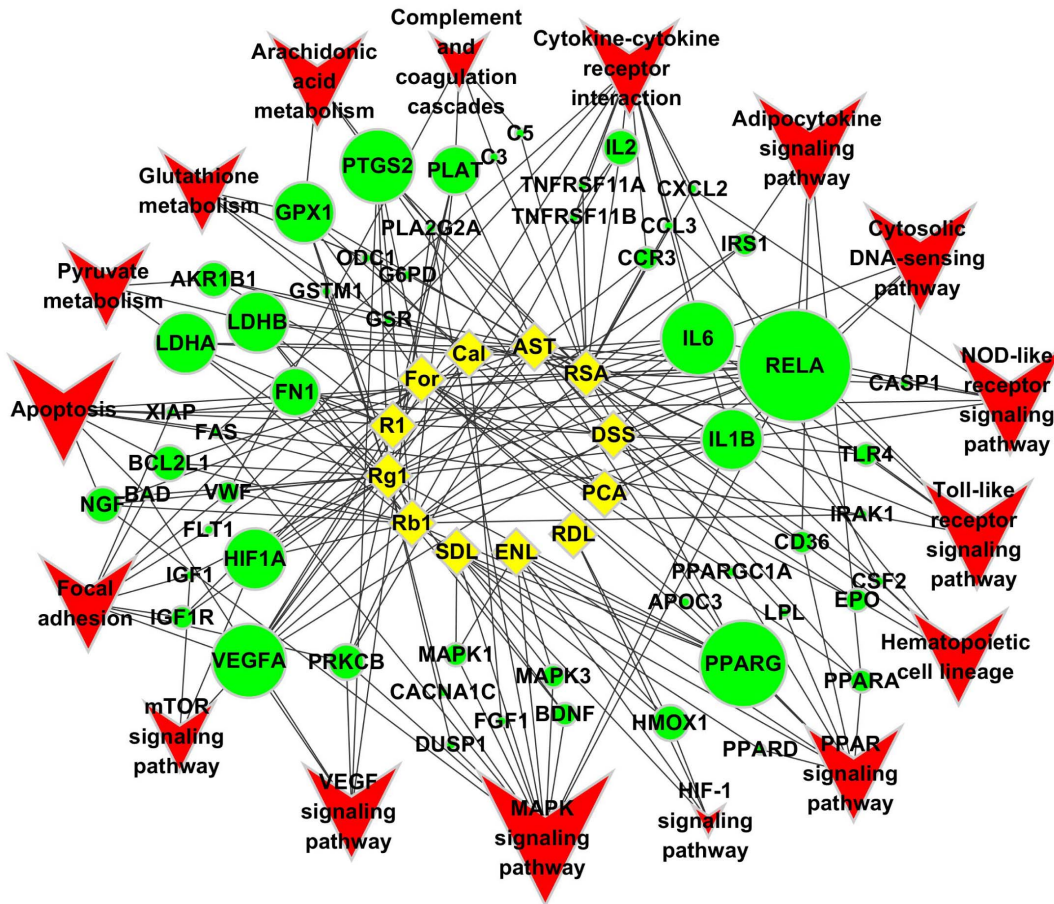 Complement
and
coagulation
cascades
Cytokine-cytokine
receptor
interaction
Arachidonic
acid
metabolism
Adipocytokine
signaling
pathway
Glutathione
metabolism
Cytosolic
DNA-sensing
pathway
Pyruvate
metabolism
NOD-like
receptor
signaling
pathway
Apoptosis
Toll-like
receptor
signaling
pathway
Focal
adhesion
Hematopoietic
cell lineage
mTOR
signaling
pathway
VEGF
signaling
pathway
MAPK
signaling
pathway
HIF-1
signaling
pathway
PPAR
signaling
pathway
C5
C3
IL2
PTGS2
PLAT
TNFRSF11A
CXCL2
TNFRSF11B
CCL3
GPX1
PLA2G2A
IRS1
ODC1
CCR3
G6PD
AKR1B1
GSTM1
GSR
LDHB
LDHA
IL6
RELA
CASP1
FN1
XIAP
FAS
IL1B
TLR4
BCL2L1
BAD
NGF
VWF
IRAK1
FLT1
CD36
HIF1A
IGF1
PPARGC1A
CSF2
APOC3
LPL
EPO
IGF1R
VEGFA
PRKCB
MAPK1
MAPK3
PPARG
PPARA
CACNA1C
BDNF
FGF1
HMOX1
DUSP1
PPARD
Cal
AST
For
RSA
R1
DSS
Rg1
PCA
Rb1
RDL
SDL
ENL